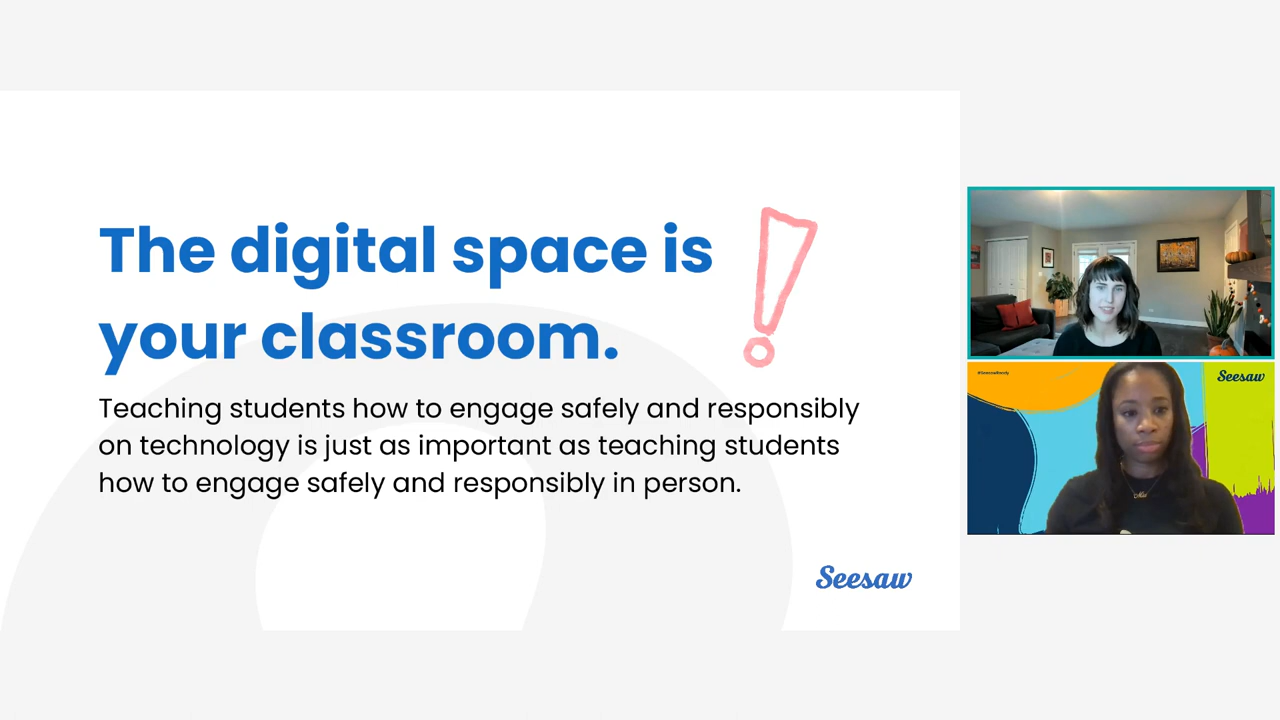 The digital space is
your classroom.
Teaching students how to engage safely and responsibly
on technology is just as important as teaching students
how to engage safely and responsibly in person.
Seesaw
Seesaw